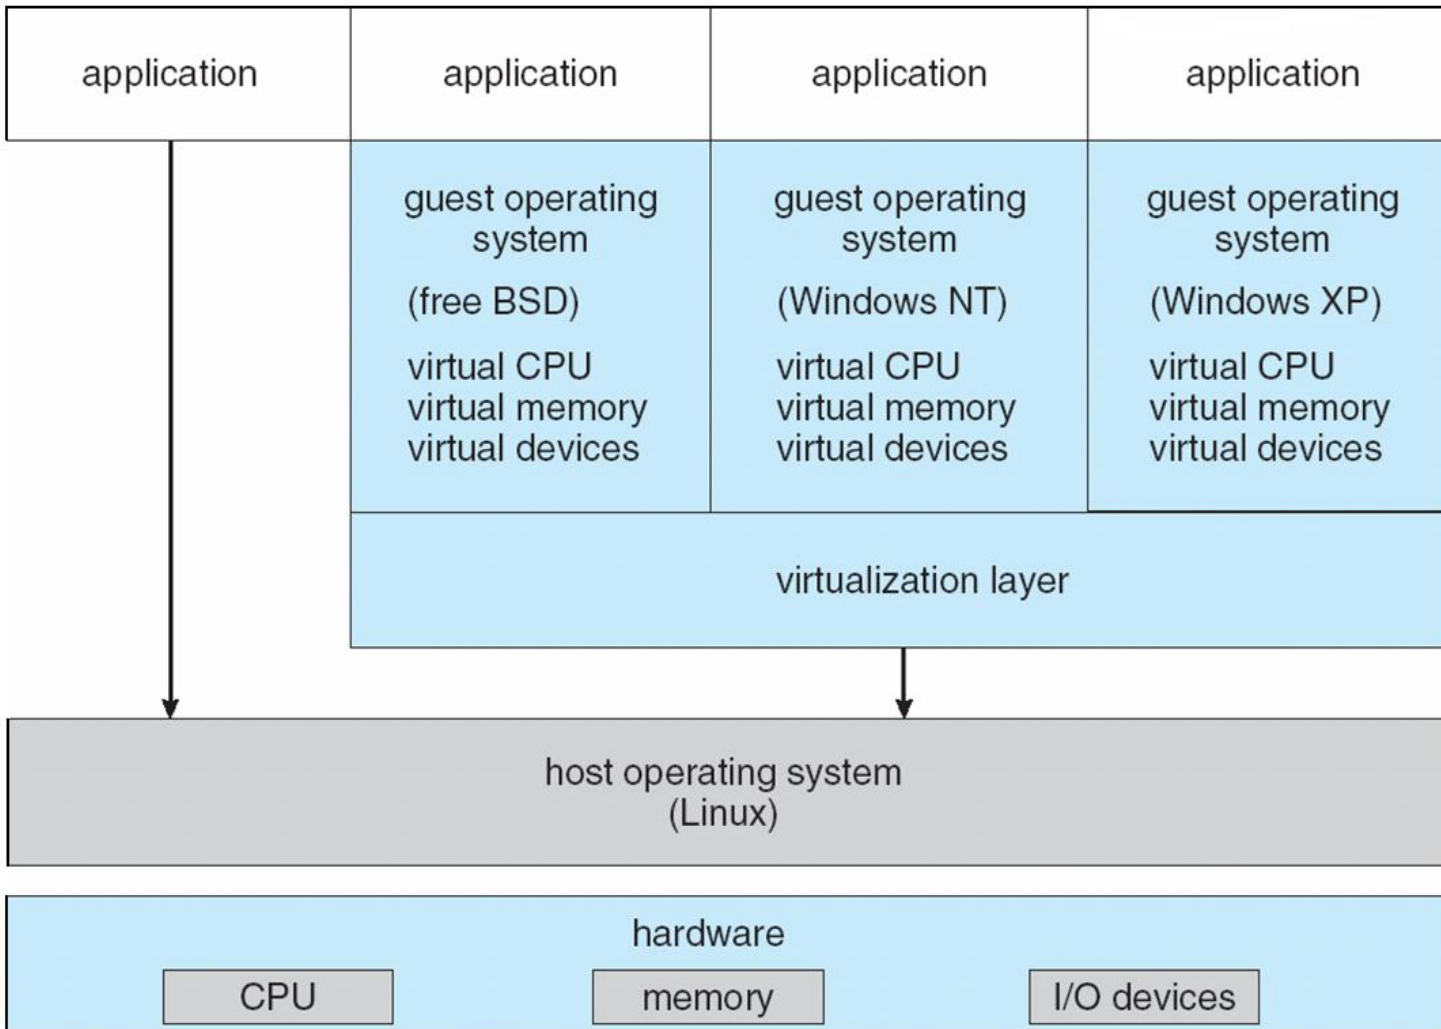 application
application
application
application
guest operating
system
(free BSD)
virtual CPU
virtual memory
virtual devices
guest operating
system
(Windows NT)
virtual CPU
virtual memory
virtual devices
guest operating
system
(Windows XP)
virtual CPU
virtual memory
virtual devices
virtualization layer
host operating system
(Linux)
hardware
CPU
memory
I/O devices